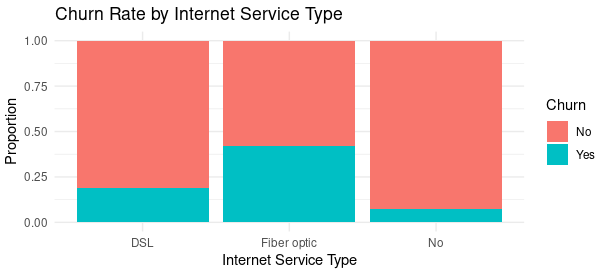 Churn Rate by Internet Service Type
1.00
0.75
0.50
0.25
0.00
Proportion
DSL
Fiber optic
No
Internet Service Type
Churn
No
Yes